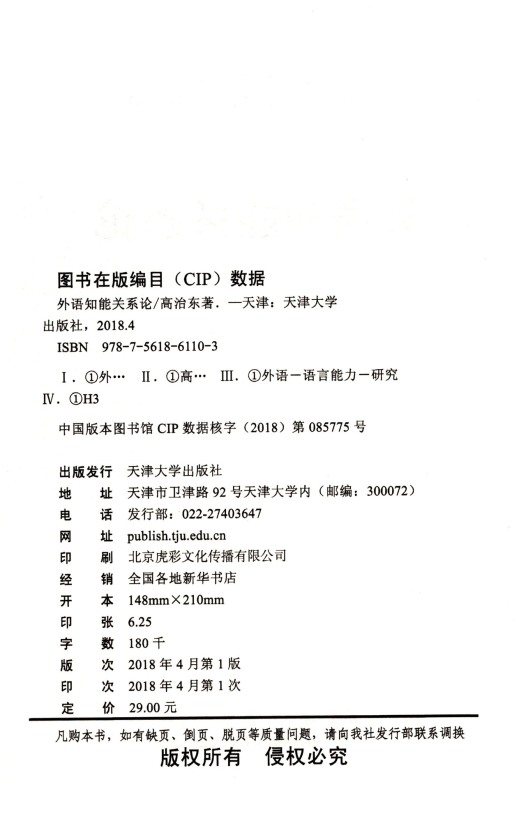 图书在版编目（CIP）数据
外语知能关系论/高治东著．—天津：天津大学
出版社，2018.4
ISBN 978-7-5618-6110-3
Ⅰ．①外… Ⅱ．①高… Ⅲ．①外语－语言能力－研究
Ⅳ．①H3
中国版本图书馆 CIP 数据核字（2018）第 085775 号
出版发行 天津大学出版社
地 址 天津市卫津路 92 号天津大学内（邮编：300072）
电 话 发行部：022-27403647
网 址 publish.tju.edu.cn
印 刷 北京虎彩文化传播有限公司
经 销 全国各地新华书店
开 本 148mm×210mm
印 张 6.25
字 数 180 千
版 次 2018 年 4 月第 1 版
印 次 2018 年 4 月第 1 次
定 价 29.00 元
凡购本书，如有缺页、倒页、脱页等质量问题，请向我社发行部联系调换
版权所有 侵权必究